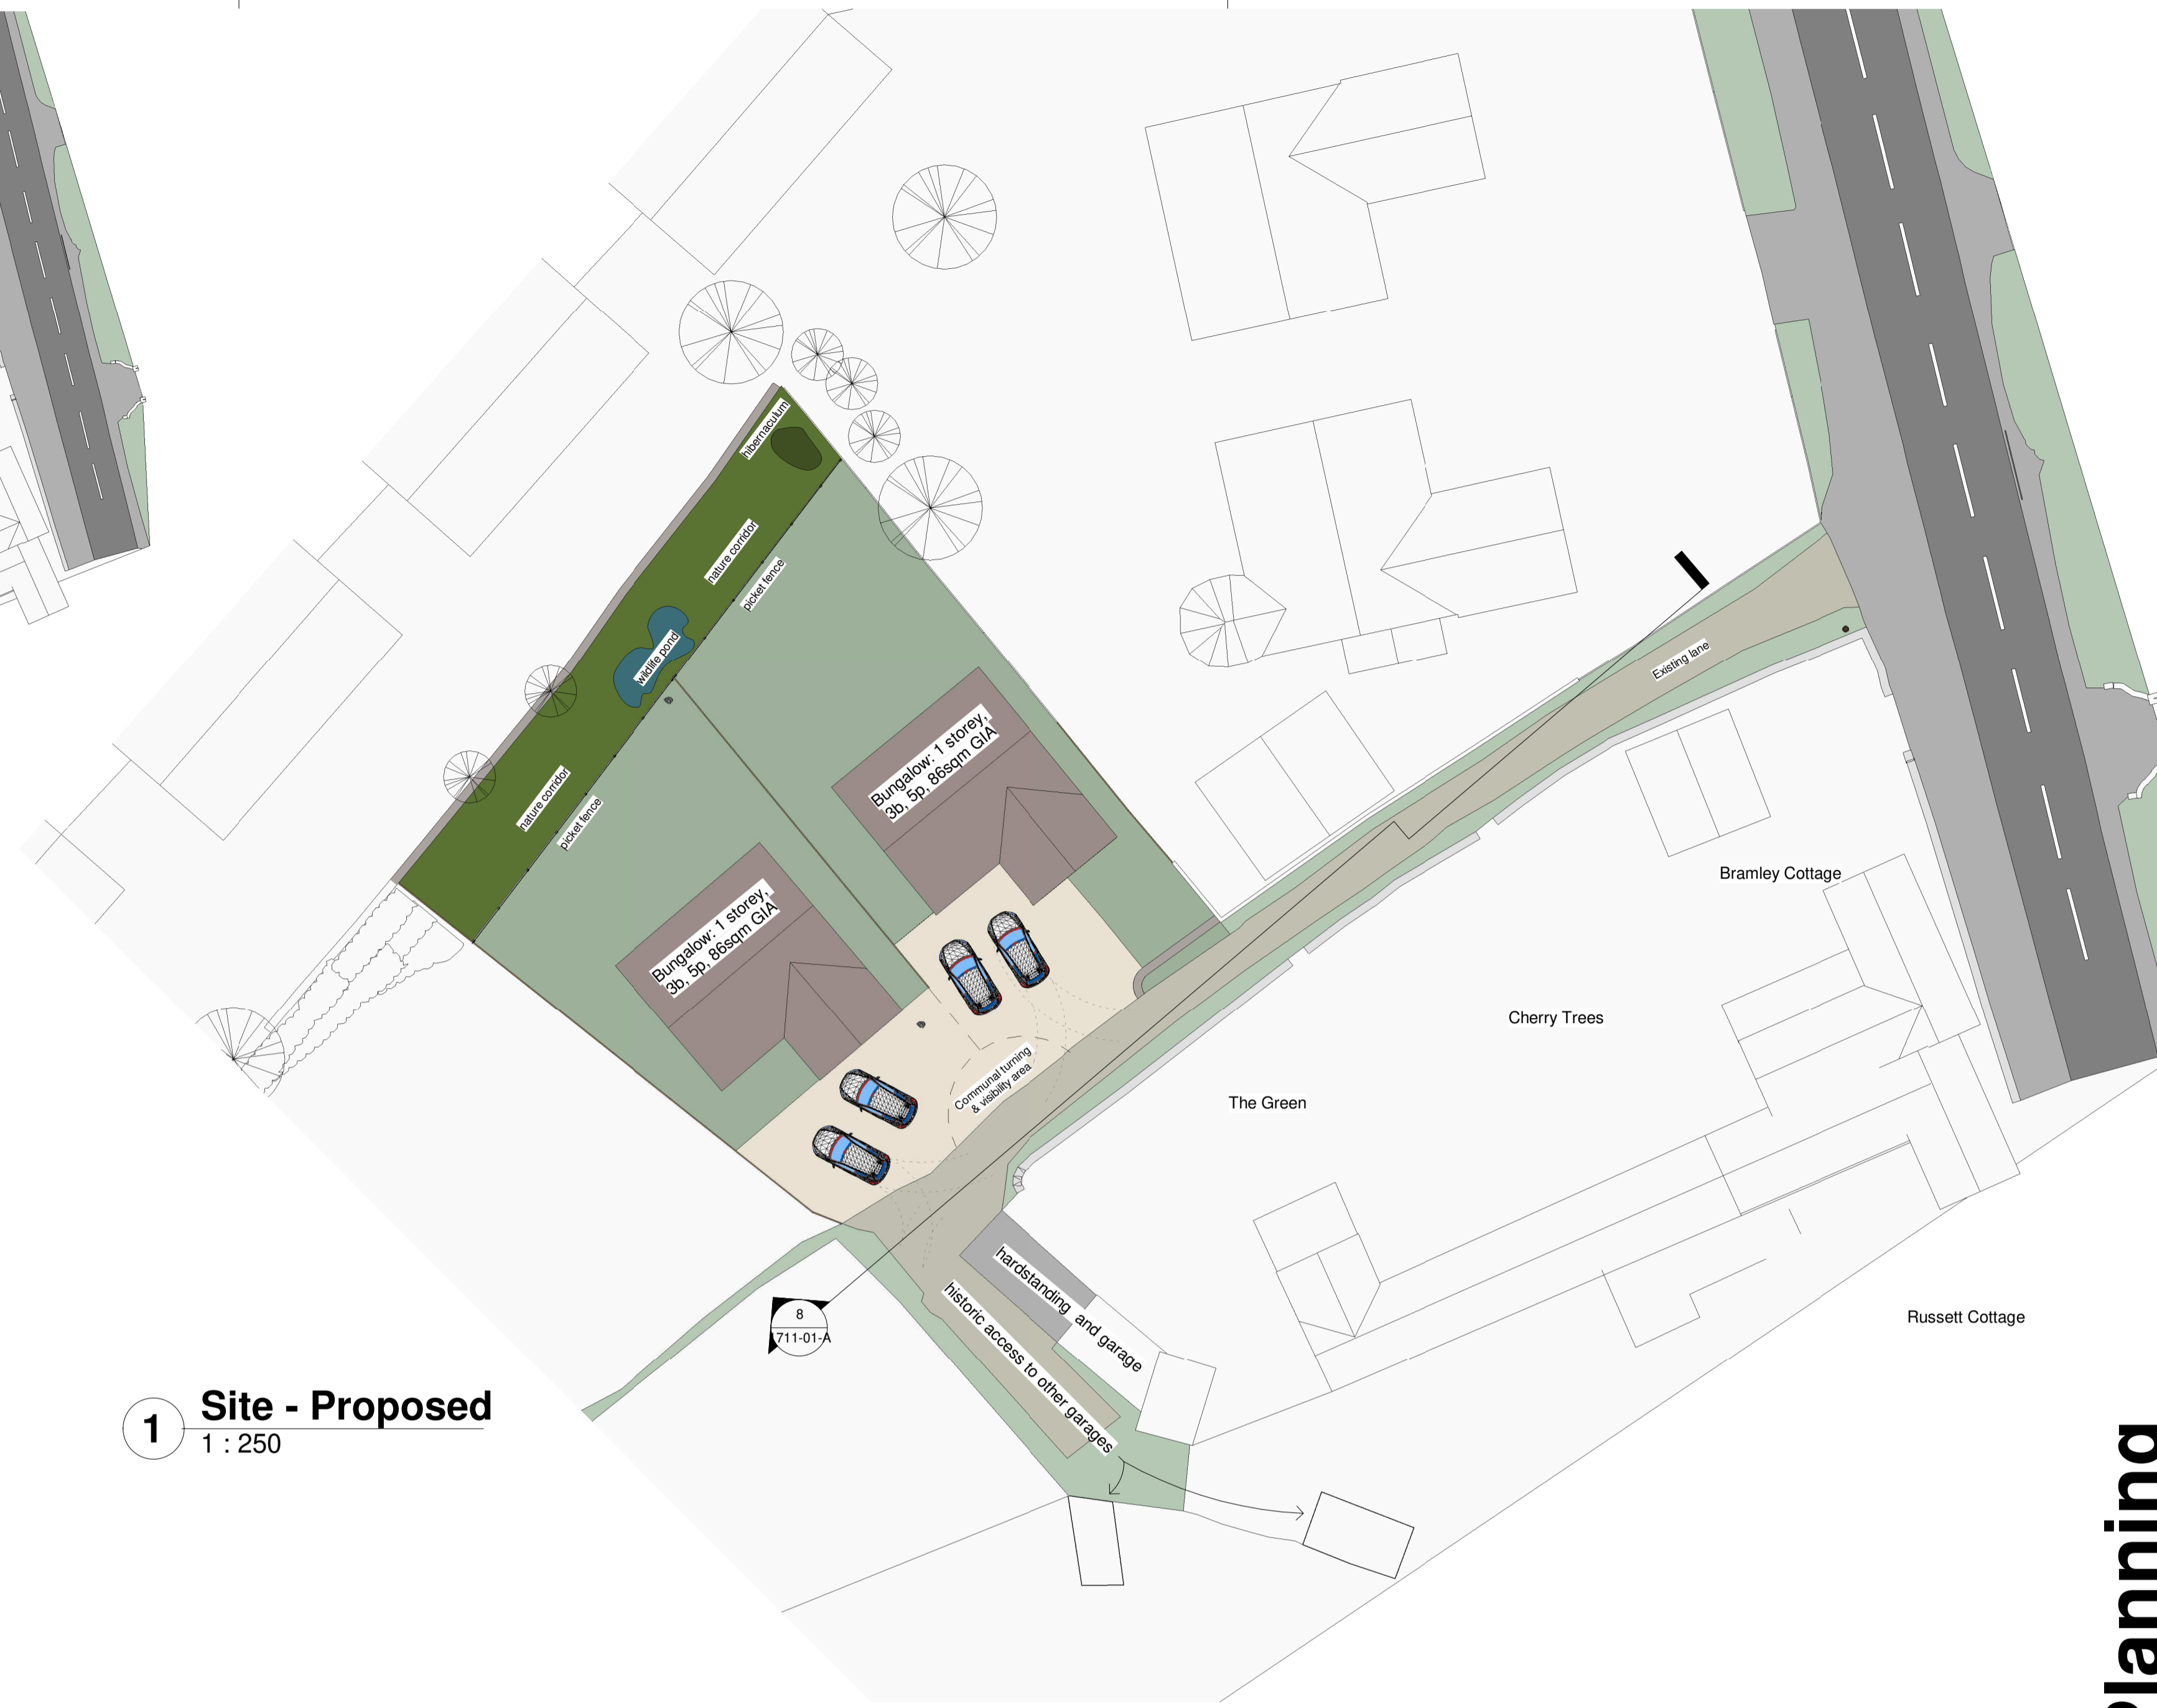 hibernaculum
nature corridor
picket fence
wildlife pond
nature corridor
picket fence
Bungalow: 1 storey,
3b, 5p, 86sqm GIA
Bungalow: 1 storey,
3b, 5p, 86sqm GIA
Existing lane
Bramley Cottage
Cherry Trees
Communal turning
& visibility area
The Green
hardstanding and garage
historic access to other garages
8
711-01-A
Russett Cottage
1
Site - Proposed
1 : 250
lanning